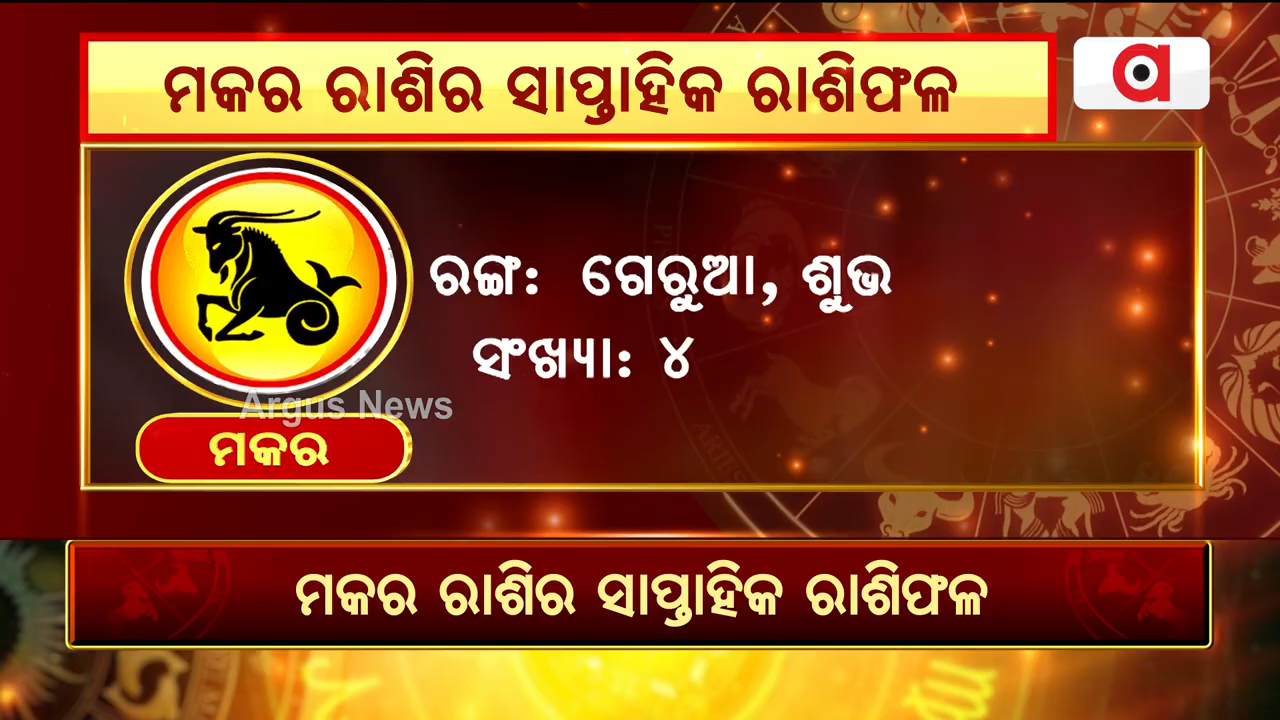 ମକର ରାଶିର ସାପ୍ତାହିକ ରାଶିଫଳ
ରଙ୍ଗ: ଗେରୁଆ, ଶୁଭ
ସଂଖ୍ୟା: ୪
Argus News
ମକର
ମକର ରାଶିର ସାପ୍ତାହିକ ରାଶିଫଳ